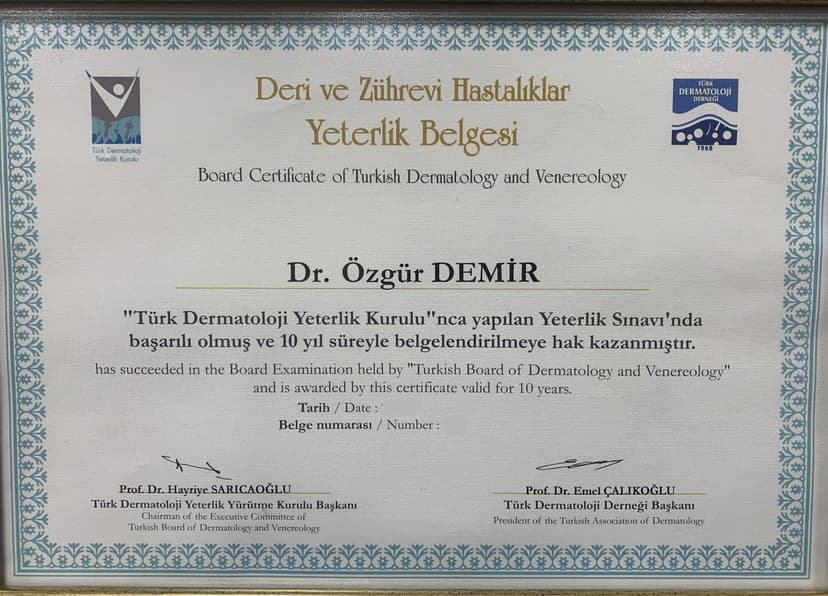 Deri ve Zührevi Hastalıklar
Yeterlik Belgesi
Board Certificate of Turkish Dermatology and Venereology
Türk Dermatoloji
Yeterlik Kurulu
TÜRK
DERMATOLOJİ
DERNEĞİ
1968
Dr. Özgür DEMİR
"Türk Dermatoloji Yeterlik Kurulu"nca yapılan Yeterlik Sınavı'nda
başarılı olmuş ve 10 yıl süreyle belgelendirilmeye hak kazanmıştır.
has succeeded in the Board Examination held by "Turkish Board of Dermatology and Venereology"
and is awarded by this certificate valid for 10 years.
Tarih / Date :
Belge numarası / Number :
Prof. Dr. Hayriye SARICAOĞLU
Türk Dermatoloji Yeterlik Yürütme Kurulu Başkanı
Chairman of the Executive Committee of
Turkish Board of Dermatology and Venereology
Prof. Dr. Emel ÇALIKOĞLU
Türk Dermatoloji Derneği Başkanı
President of the Turkish Association of Dermatology